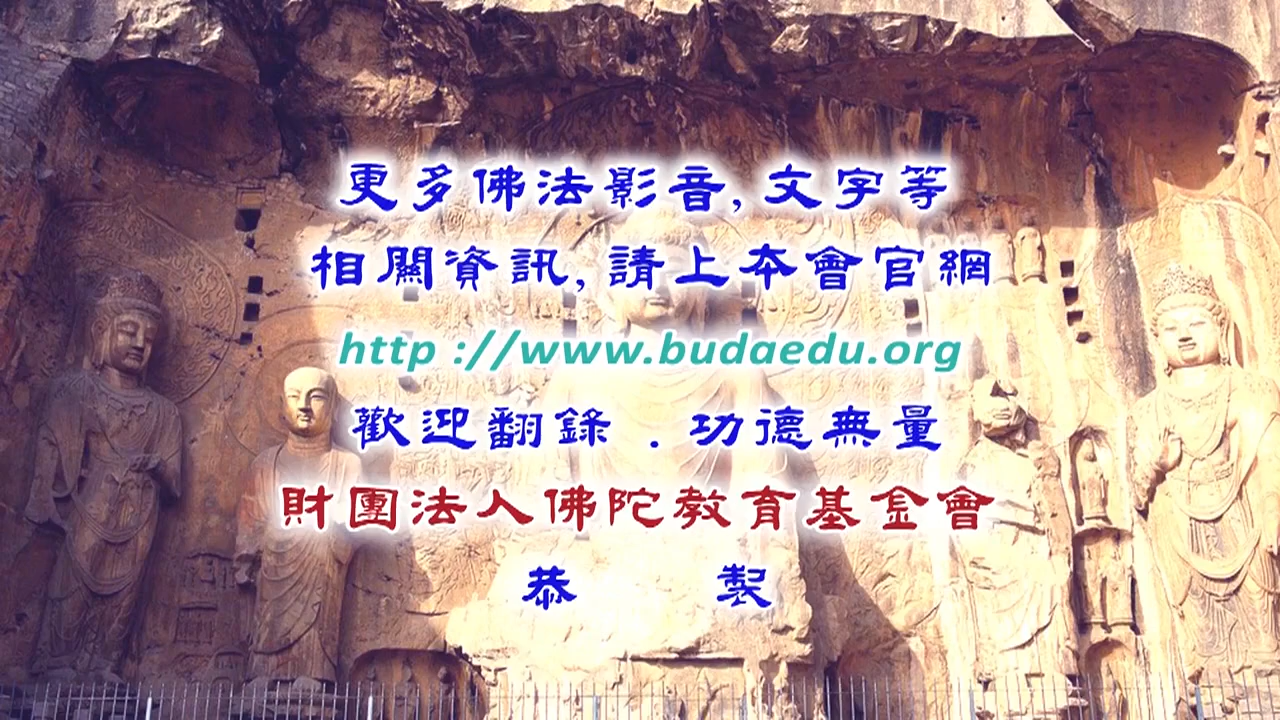 更多佛法影音,文字等
相關資訊,請上本會官網
http ://www.budaedu.org
歡迎翻錄 . 功德無量
財團法人佛陀教育基金會
恭 製